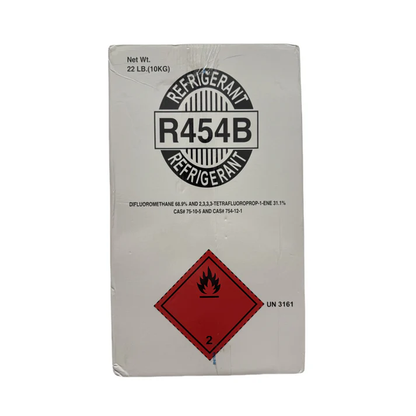 Net Wt.
22 LB.(10KG)
REFRIGERANT
R454B
REFRIGERANT
DIFLUOROMETHANE 68.9% AND 2,3,3,3-TETRAFLUOROPROP-1-ENE 31.1%
CAS# 75-10-5 AND CAS# 754-12-1
UN 3161
2